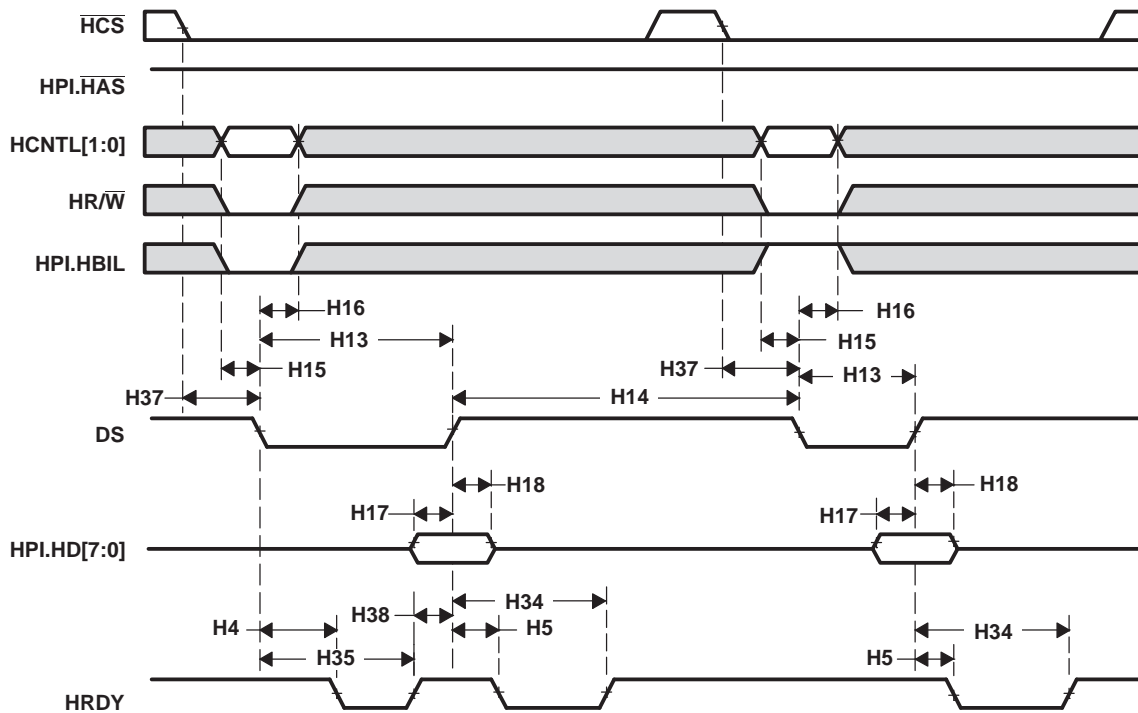 HCS
HPI.HAS
HCNTL[1:0]
HR/W
HPI.HBIL
H16 H16
H13 H15
H15 H37 H13
H37 H14
DS
H18 H18
H17 H17
HPI.HD[7:0]
H38 H34
H4 H5 H34
H35 H5
HRDY